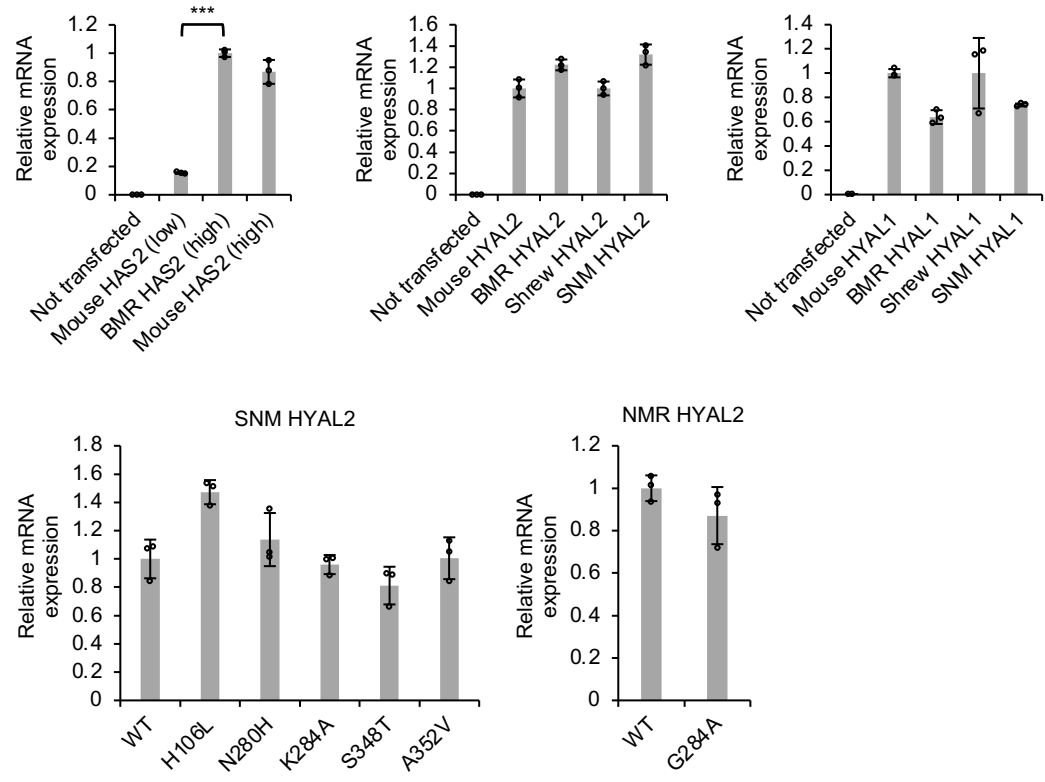 ***
Relative mRNA
expression
1.2
1
0.8
0.6
0.4
0.2
0
Not transfected
Mouse HAS2 (low)
BMR HAS2 (high)
Mouse HAS2 (high)
Relative mRNA
expression
1.6
1.4
1.2
1
0.8
0.6
0.4
0.2
0
Not transfected
Mouse HYAL2
BMR HYAL2
Shrew HYAL2
SNM HYAL2
Relative mRNA
expression
1.4
1.2
1
0.8
0.6
0.4
0.2
0
Not transfected
Mouse HYAL1
BMR HYAL1
Shrew HYAL1
SNM HYAL1
SNM HYAL2
Relative mRNA
expression
1.8
1.6
1.4
1.2
1
0.8
0.6
0.4
0.2
0
WT
H106L
N280H
K284A
S348T
A352V
NMR HYAL2
Relative mRNA
expression
1.2
1
0.8
0.6
0.4
0.2
0
WT
G284A